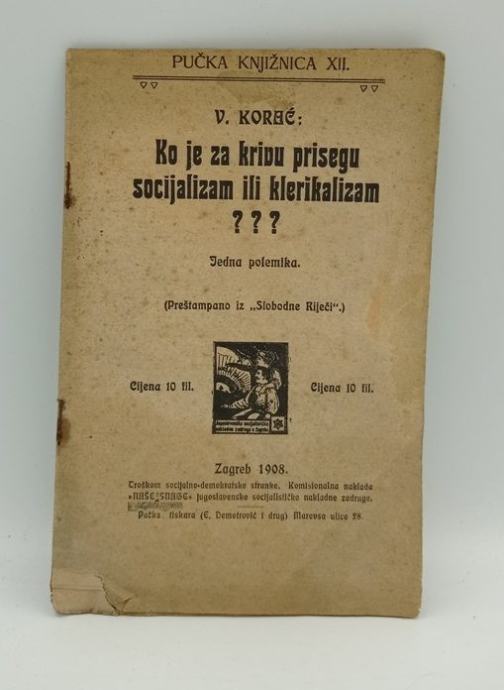 PUČKA KNJIŽNICA XII.
V. KORAĆ:
Ko je za krivu prisegu
socijalizam ili klerikalizam
? ? ?
Jedna polemika.
(Preštampano iz „Slobodne Riječi“.)
Cijena 10 fil. Cijena 10 fil.
Zagreb 1908.
Troškom socijalno-demokratske stranke. Komisionalna naklada
»NAŠE SNAGE« jugoslavenske socijalističke nakladne zadruge.
Pučka tiskara (C. Demetrović i drug) Marovska ulica 28.